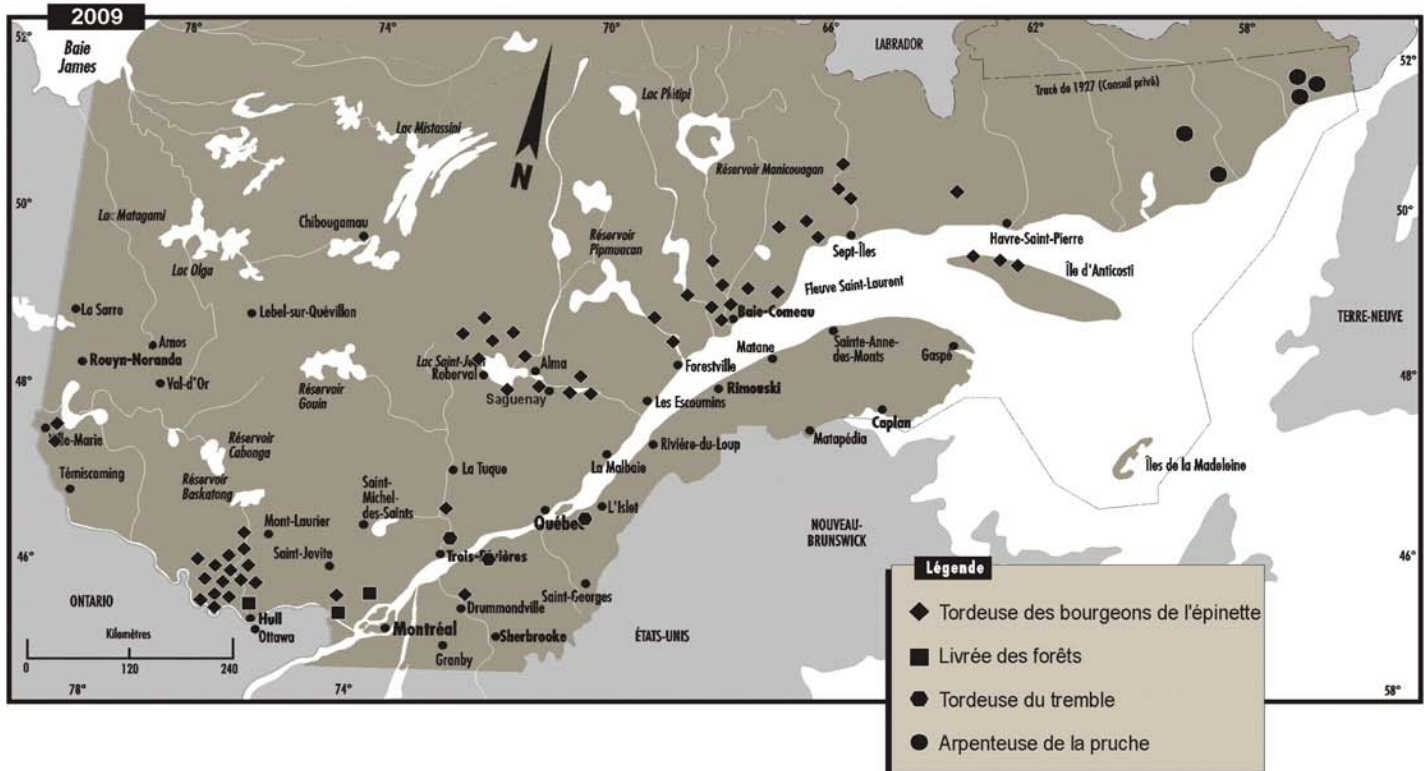 2009
78°
70
66
62
58
52°
52°
Baie
James
LABRADOR
Tracé de 1927 (Conseil privé)
Lac Plétipi
Lac Mistassini
N
Réservoir Manicouagan
50°
50°
Lac Matagami
Chibougamau
Lac Olga
Réservoir
Pipmuacan
Sept-Îles
Havre-Saint-Pierre
Île d'Anticosti
Fleuve Saint-Laurent
La Sarre
Lebel-sur-Quévillon
Baie-Comeau
TERRE-NEUVE
Amos
Rouyn-Noranda
Val-d'Or
Lac Saint-Jean
Roberval
Alma
Saguenay
Forestville
Matane
Sainte-Anne-
des-Monts
Gaspé
48°
48°
Réservoir
Gouin
Les Escoumins
Rimouski
Caplan
Ville-Marie
Réservoir
Cabonga
Rivière-du-Loup
Matapédia
Témiscaming
Réservoir
Baskatong
La Tuque
La Malbaie
Îles de la Madeleine
Saint-
Michel-
des-Saints
Mont-Laurier
Québec
L'Islet
NOUVEAU-
BRUNSWICK
Saint-Jovite
46°
46°
Trois-Rivières
Saint-Georges
ONTARIO
Drummondville
Hull
Ottawa
Montréal
Sherbrooke
ÉTATS-UNIS
Granby
Kilomètres
0
120
240
78°
74°
58°
Légende
Tordeuse des bourgeons de l'épinette
Livrée des forêts
Tordeuse du tremble
Arpenteuse de la pruche